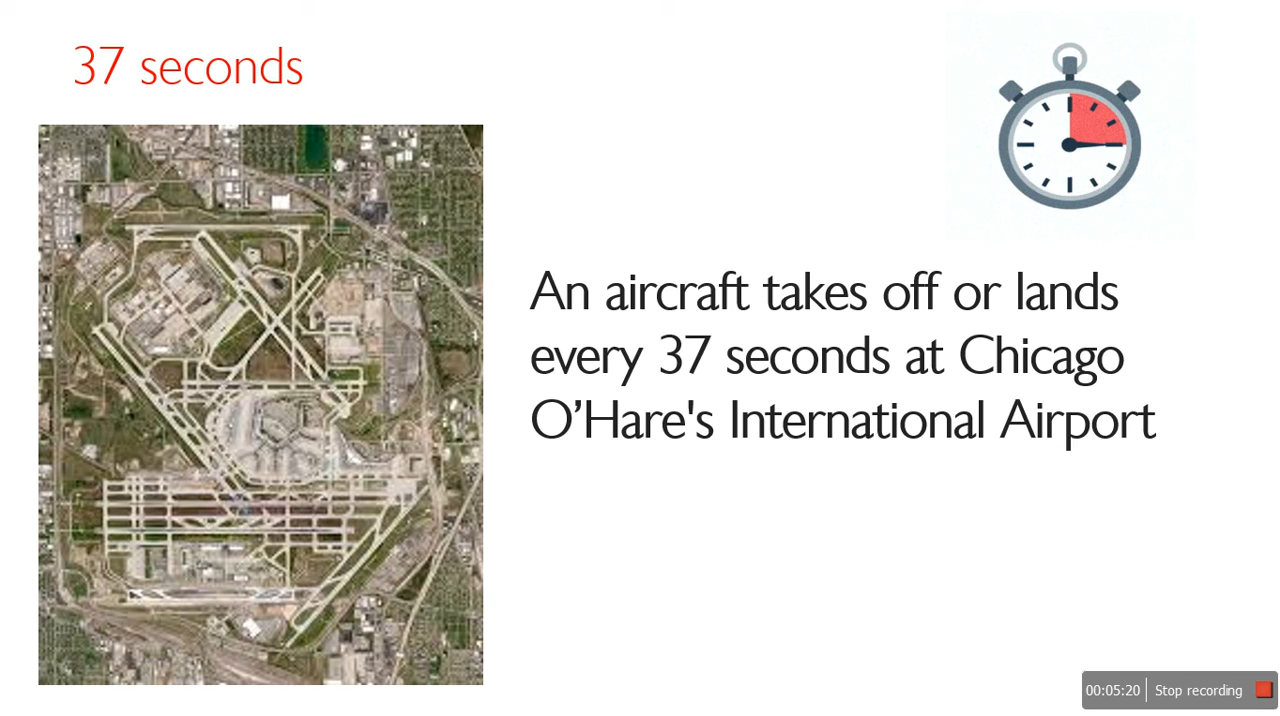 37 seconds
An aircraft takes off or lands
every 37 seconds at Chicago
O’Hare's International Airport
00:05:20 Stop recording